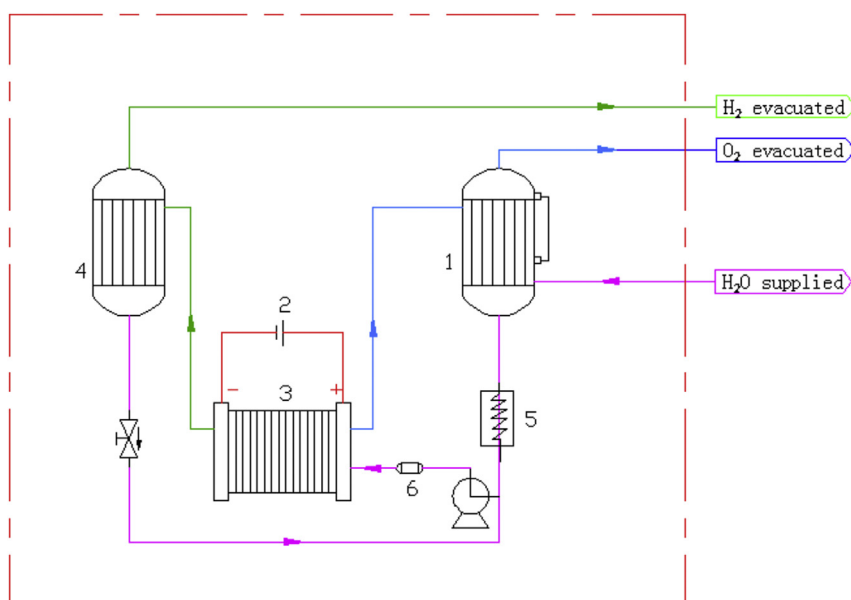 H₂ evacuated
O₂ evacuated
4
1
H₂O supplied
2
− +
3
5
6